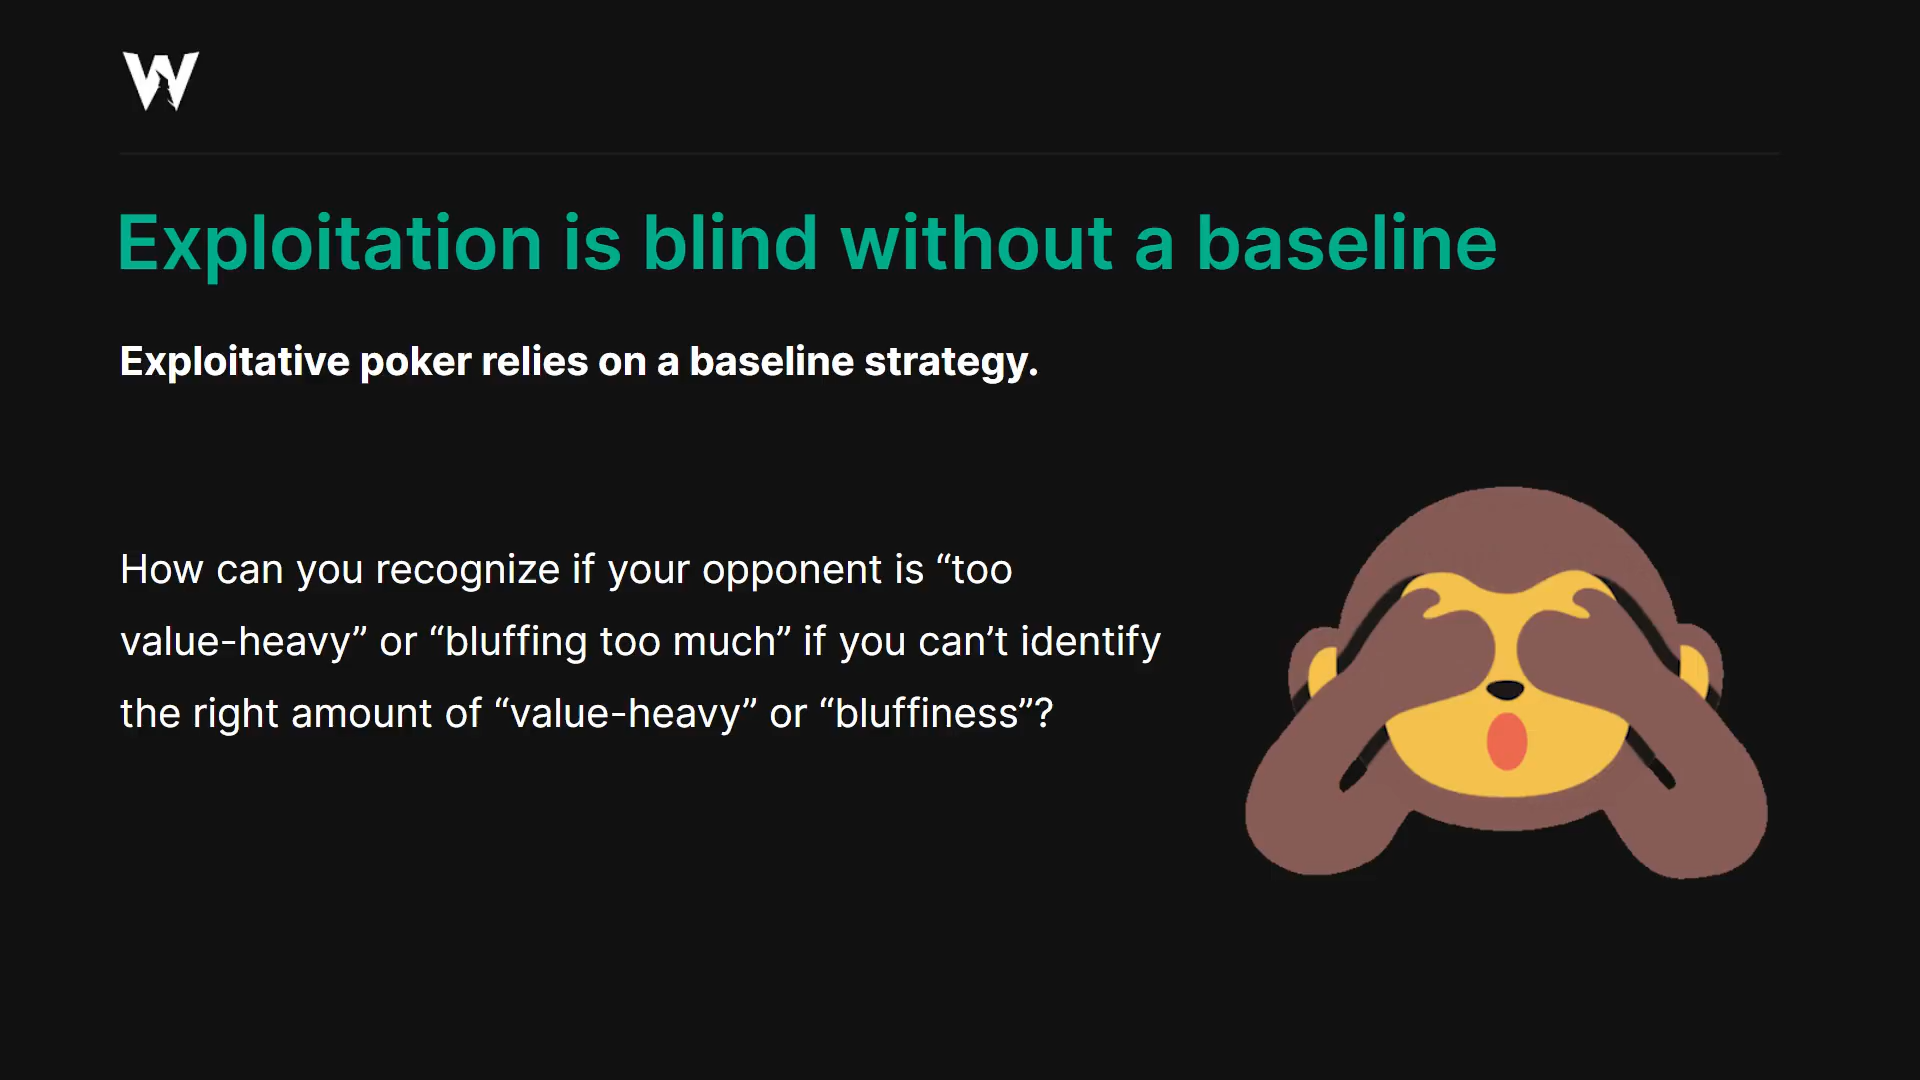 W
Exploitation is blind without a baseline
Exploitative poker relies on a baseline strategy.
How can you recognize if your opponent is “too
value-heavy” or “bluffing too much” if you can’t identify
the right amount of “value-heavy” or “bluffiness”?